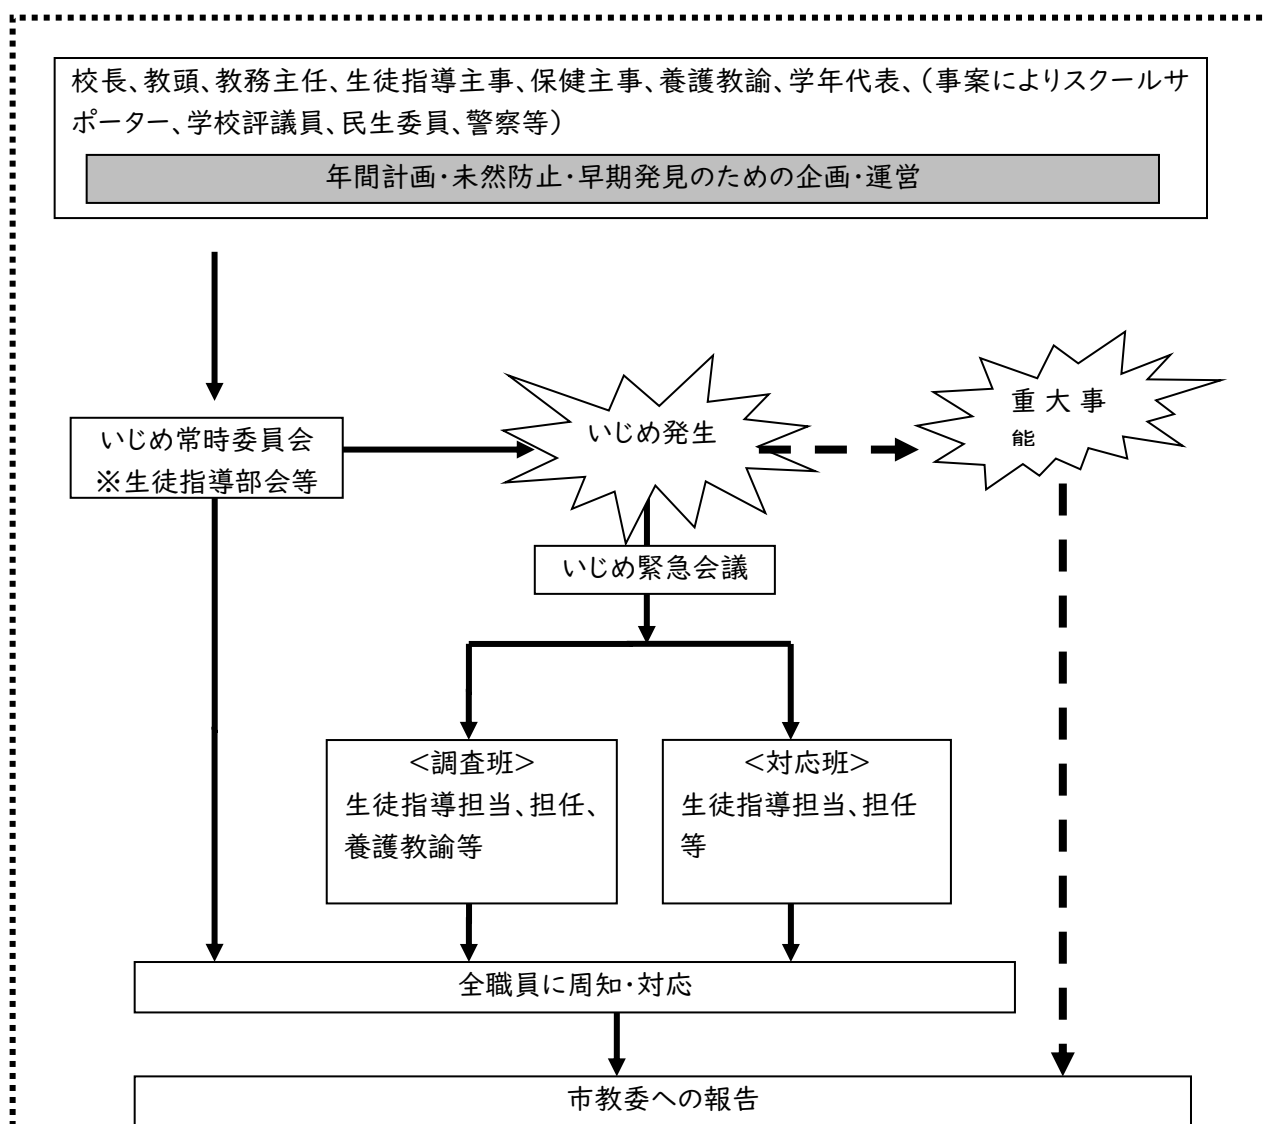 校長、教頭、教務主任、生徒指導主事、保健主事、養護教諭、学年代表、（事案によりスクールサ
ポーター、学校評議員、民生委員、警察等）
年間計画・未然防止・早期発見のための企画・運営
いじめ常時委員会
※生徒指導部会等
いじめ発生
重大事
能
いじめ緊急会議
＜調査班＞
生徒指導担当、担任、
養護教諭等
＜対応班＞
生徒指導担当、担任
等
全職員に周知・対応
市教委への報告